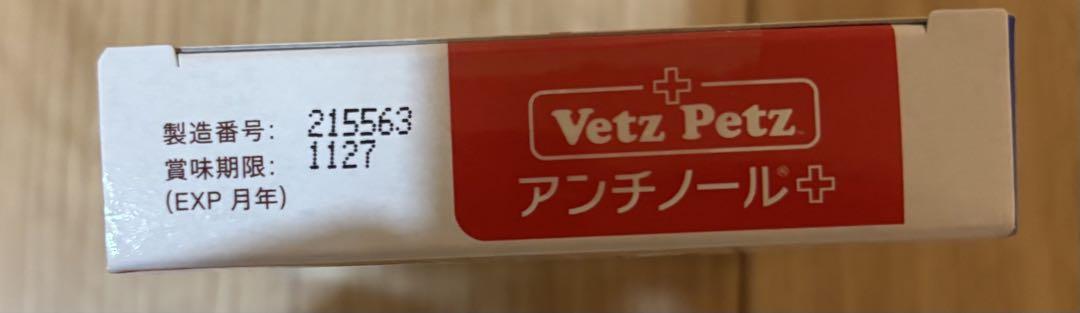 製造番号: 215563
賞味期限: 1127
(EXP 月年)
Vetz Petz™
アンチノール®+